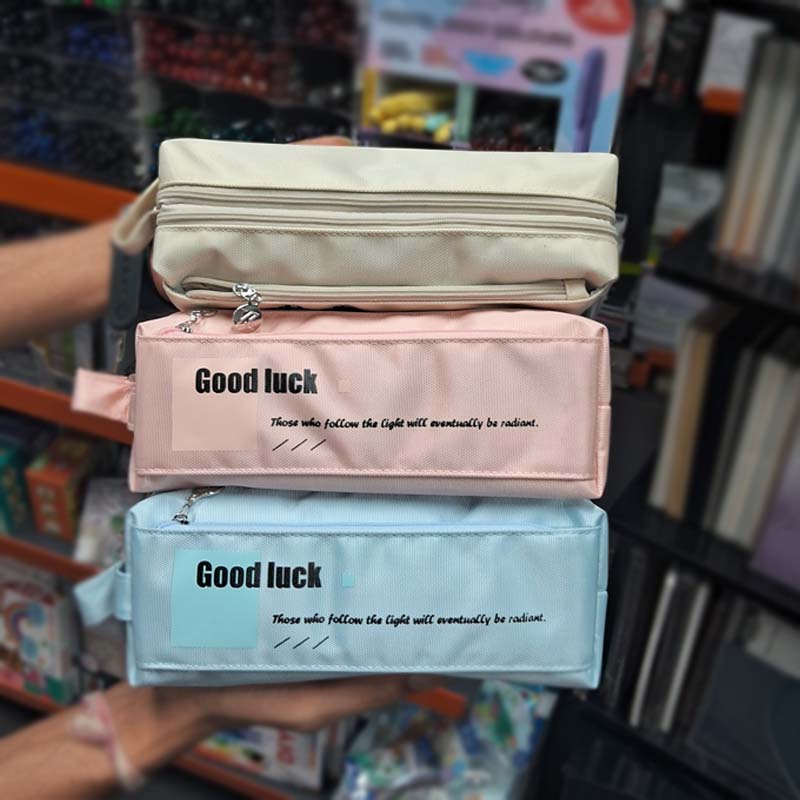 Good luck
Those who follow the light will eventually be radiant.
Good luck
Those who follow the light will eventually be radiant.